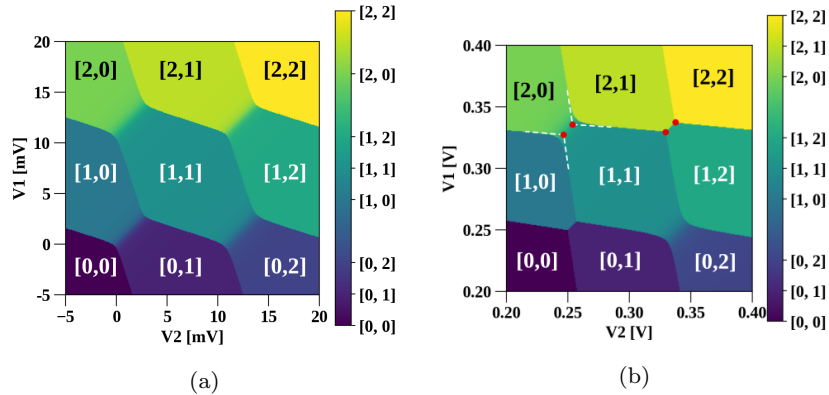 20
15
10
5
0
-5
V1 [mV]
[2,0] [2,1] [2,2]
[1,0] [1,1] [1,2]
[0,0] [0,1] [0,2]
−5 0 5 10 15 20
V2 [mV]
[2, 2]
[2, 1]
[2, 0]
[1, 2]
[1, 1]
[1, 0]
[0, 2]
[0, 1]
[0, 0]
(a)
0.40
0.35
0.30
0.25
0.20
V1 [V]
[2,0] [2,1] [2,2]
[1,0] [1,1] [1,2]
[0,0] [0,1] [0,2]
0.20 0.25 0.30 0.35 0.40
V2 [V]
[2, 2]
[2, 1]
[2, 0]
[1, 2]
[1, 1]
[1, 0]
[0, 2]
[0, 1]
[0, 0]
(b)